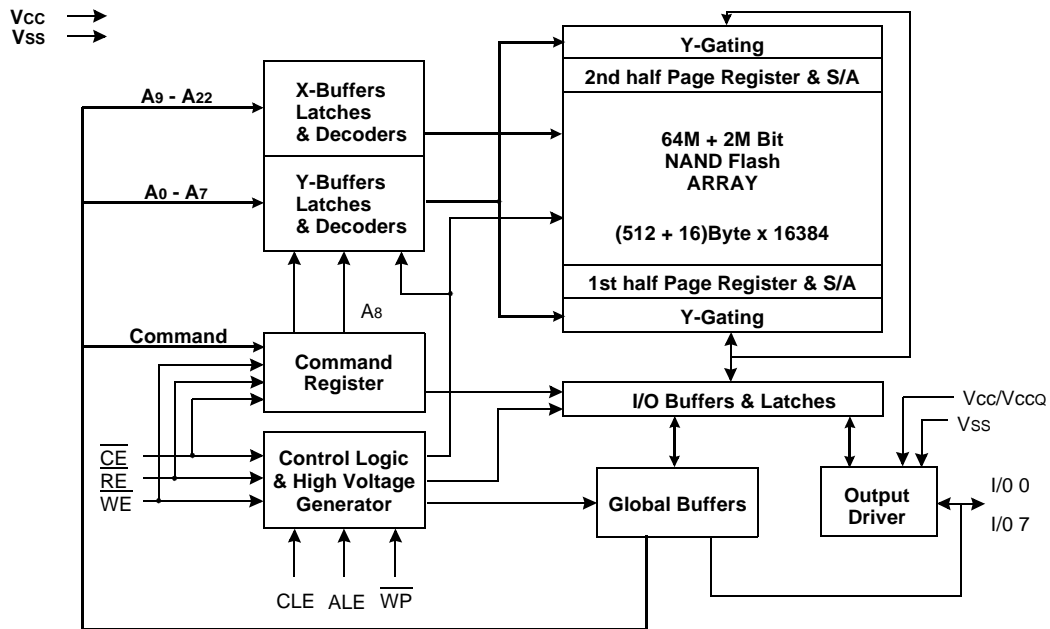 VCC
VSS
A9 - A22
A0 - A7
X-Buffers
Latches
& Decoders
Y-Buffers
Latches
& Decoders
A8
Command
Command
Register
CE
RE
WE
Control Logic
& High Voltage
Generator
CLE ALE WP
Y-Gating
2nd half Page Register & S/A
64M + 2M Bit
NAND Flash
ARRAY
(512 + 16)Byte x 16384
1st half Page Register & S/A
Y-Gating
I/O Buffers & Latches
Global Buffers
Output
Driver
VCC/VCCQ
VSS
I/0 0
I/0 7